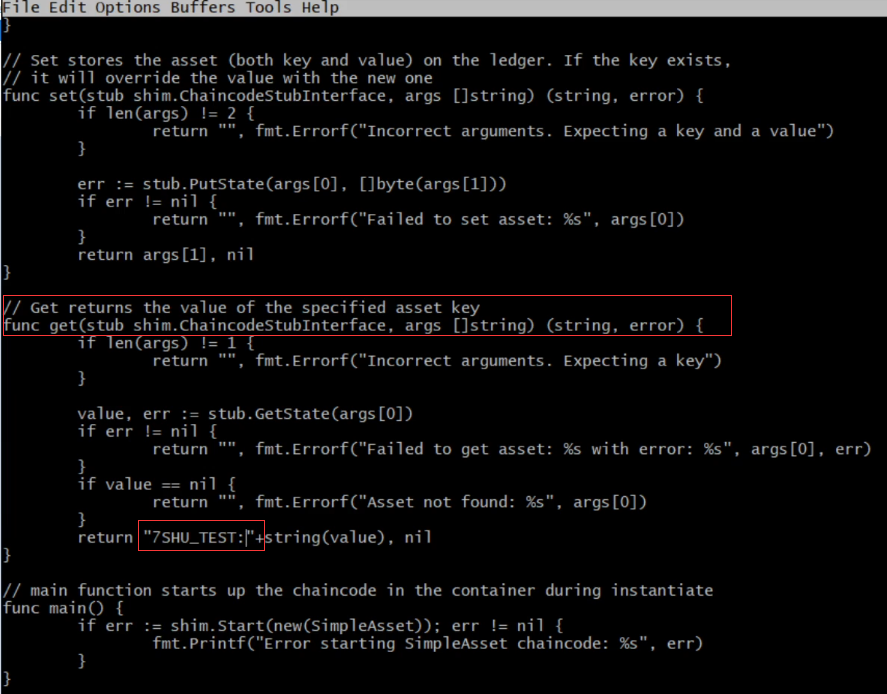 File Edit Options Buffers Tools Help
}

// Set stores the asset (both key and value) on the ledger. If the key exists,
// it will override the value with the new one
func set(stub shim.ChaincodeStubInterface, args []string) (string, error) {
        if len(args) != 2 {
                return "", fmt.Errorf("Incorrect arguments. Expecting a key and a value")
        }

        err := stub.PutState(args[0], []byte(args[1]))
        if err != nil {
                return "", fmt.Errorf("Failed to set asset: %s", args[0])
        }
        return args[1], nil
}

// Get returns the value of the specified asset key
func get(stub shim.ChaincodeStubInterface, args []string) (string, error) {
        if len(args) != 1 {
                return "", fmt.Errorf("Incorrect arguments. Expecting a key")
        }

        value, err := stub.GetState(args[0])
        if err != nil {
                return "", fmt.Errorf("Failed to get asset: %s with error: %s", args[0], err)
        }
        if value == nil {
                return "", fmt.Errorf("Asset not found: %s", args[0])
        }
        return "7SHU_TEST:"+string(value), nil
}

// main function starts up the chaincode in the container during instantiate
func main() {
        if err := shim.Start(new(SimpleAsset)); err != nil {
                fmt.Printf("Error starting SimpleAsset chaincode: %s", err)
        }
}